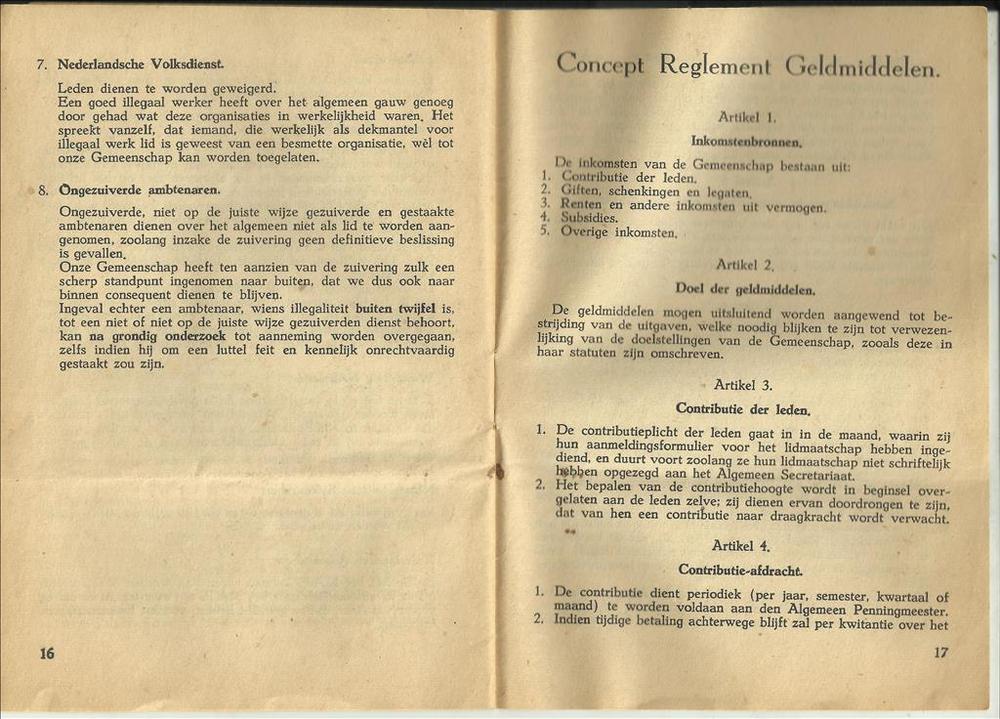 7. Nederlandsche Volksdienst.
Leden dienen te worden geweigerd.
Een goed illegaal werker heeft over het algemeen gauw genoeg
door gehad wat deze organisaties in werkelijkheid waren. Het
spreekt vanzelf, dat iemand, die werkelijk als dekmantel voor
illegaal werk lid is geweest van een besmette organisatie, wèl tot
onze Gemeenschap kan worden toegelaten.
8. Ongezuiverde ambtenaren.
Ongezuiverde, niet op de juiste wijze gezuiverde en gestaakte
ambtenaren dienen over het algemeen niet als lid te worden aan-
genomen, zoolang inzake de zuivering geen definitieve beslissing
is gevallen.
Onze Gemeenschap heeft ten aanzien van de zuivering zulk een
scherp standpunt ingenomen naar buiten, dat we dus ook naar
binnen consequent dienen te blijven.
Ingeval echter een ambtenaar, wiens illegaliteit buiten twijfel is,
tot een niet of niet op de juiste wijze gezuiverden dienst behoort,
kan na grondig onderzoek tot aanneming worden overgegaan,
zelfs indien hij om een luttel feit en kennelijk onrechtvaardig
gestaakt zou zijn.
16
Concept Reglement Geldmiddelen.
Artikel 1.
Inkomstenbronnen.
De inkomsten van de Gemeenschap bestaan uit:
1. Contributie der leden.
2. Giften, schenkingen en legaten.
3. Renten en andere inkomsten uit vermogen.
4. Subsidies.
5. Overige inkomsten.
Artikel 2.
Doel der geldmiddelen.
De geldmiddelen mogen uitsluitend worden aangewend tot be-
strijding van de uitgaven, welke noodig blijken te zijn tot verwezen-
lijking van de doelstellingen van de Gemeenschap, zooals deze in
haar statuten zijn omschreven.
Artikel 3.
Contributie der leden.
1. De contributieplicht der leden gaat in in de maand, waarin zij
hun aanmeldingsformulier voor het lidmaatschap hebben inge-
diend, en duurt voort zoolang ze hun lidmaatschap niet schriftelijk
hebben opgezegd aan het Algemeen Secretariaat.
2. Het bepalen van de contributiehoogte wordt in beginsel over-
gelaten aan de leden zelve; zij dienen ervan doordrongen te zijn,
dat van hen een contributie naar draagkracht wordt verwacht.
Artikel 4.
Contributie-afdracht.
1. De contributie dient periodiek (per jaar, semester, kwartaal of
maand) te worden voldaan aan den Algemeen Penningmeester.
2. Indien tijdige betaling achterwege blijft zal per kwitantie over het
17